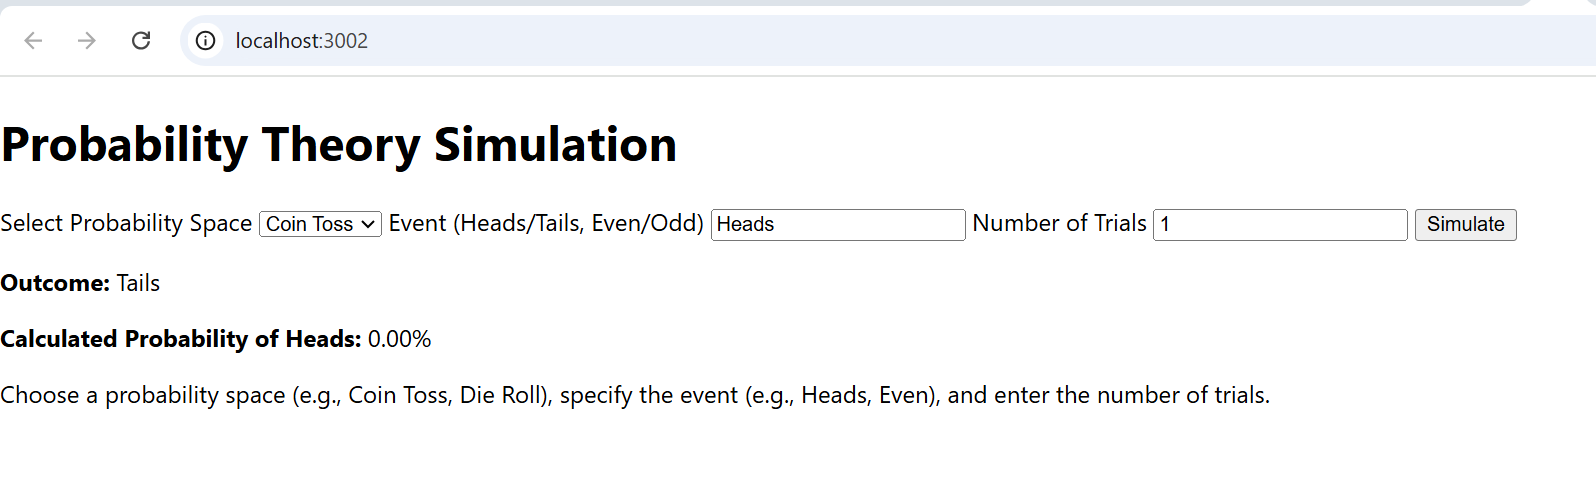 localhost:3002
Probability Theory Simulation
Select Probability Space Coin Toss Event (Heads/Tails, Even/Odd) Heads Number of Trials 1 Simulate
Outcome: Tails
Calculated Probability of Heads: 0.00%
Choose a probability space (e.g., Coin Toss, Die Roll), specify the event (e.g., Heads, Even), and enter the number of trials.